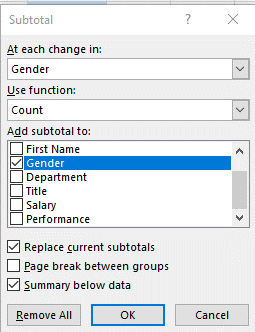 Subtotal
At each change in:
Gender
Use function:
Count
Add subtotal to:
First Name
Gender
Department
Title
Salary
Performance
Replace current subtotals
Page break between groups
Summary below data
Remove All OK Cancel